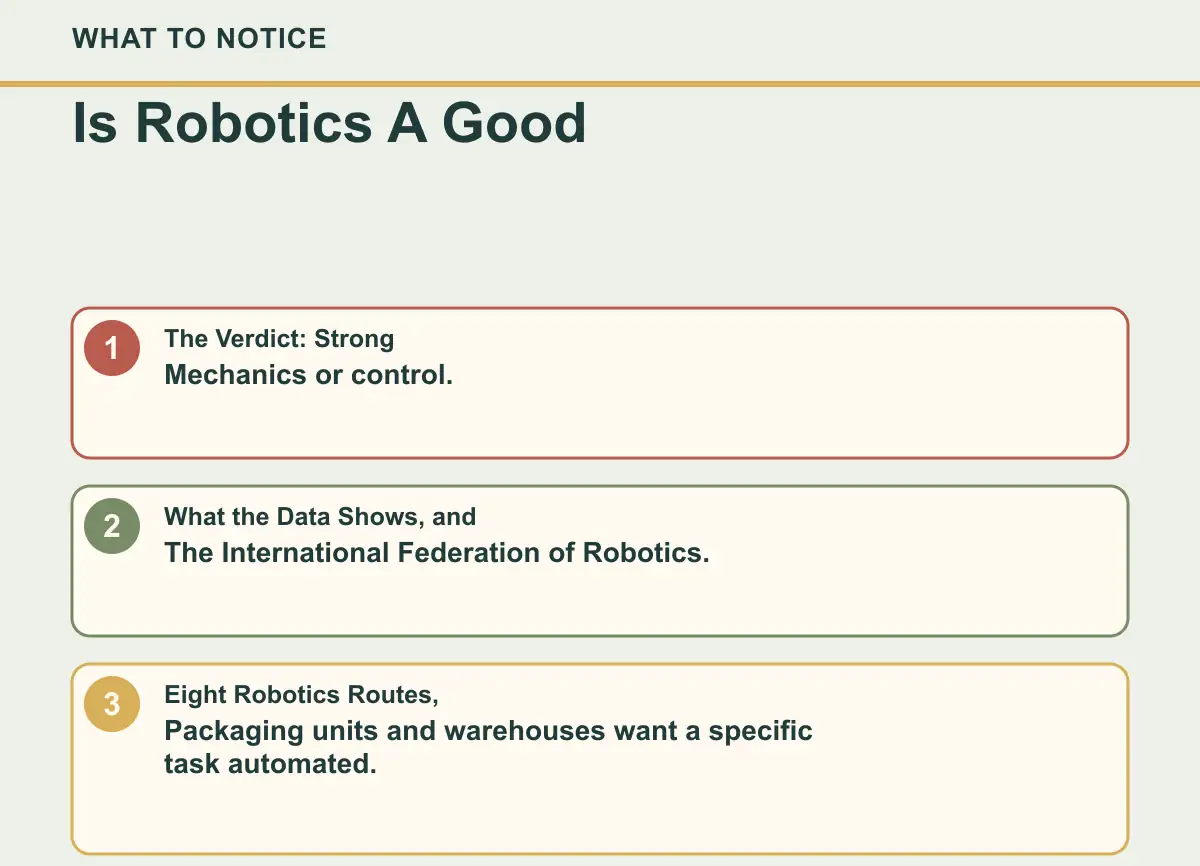 WHAT TO NOTICE
Is Robotics A Good
1
The Verdict: Strong
Mechanics or control.
2
What the Data Shows, and
The International Federation of Robotics.
3
Eight Robotics Routes,
Packaging units and warehouses want a specific
task automated.